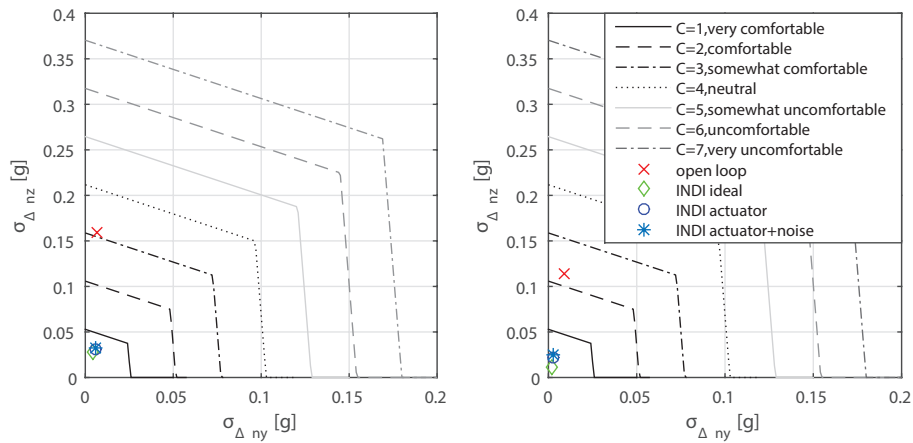 0.4
0.35
0.3
0.25
0.2
0.15
0.1
0.05
0
σΔ nz [g]
0 0.05 0.1 0.15 0.2
σΔ ny [g]
0.4
0.35
0.3
0.25
0.2
0.15
0.1
0.05
0
σΔ nz [g]
0 0.05 0.1 0.15 0.2
σΔ ny [g]
C=1,very comfortable
C=2,comfortable
C=3,somewhat comfortable
C=4,neutral
C=5,somewhat uncomfortable
C=6,uncomfortable
C=7,very uncomfortable
open loop
INDI ideal
INDI actuator
INDI actuator+noise